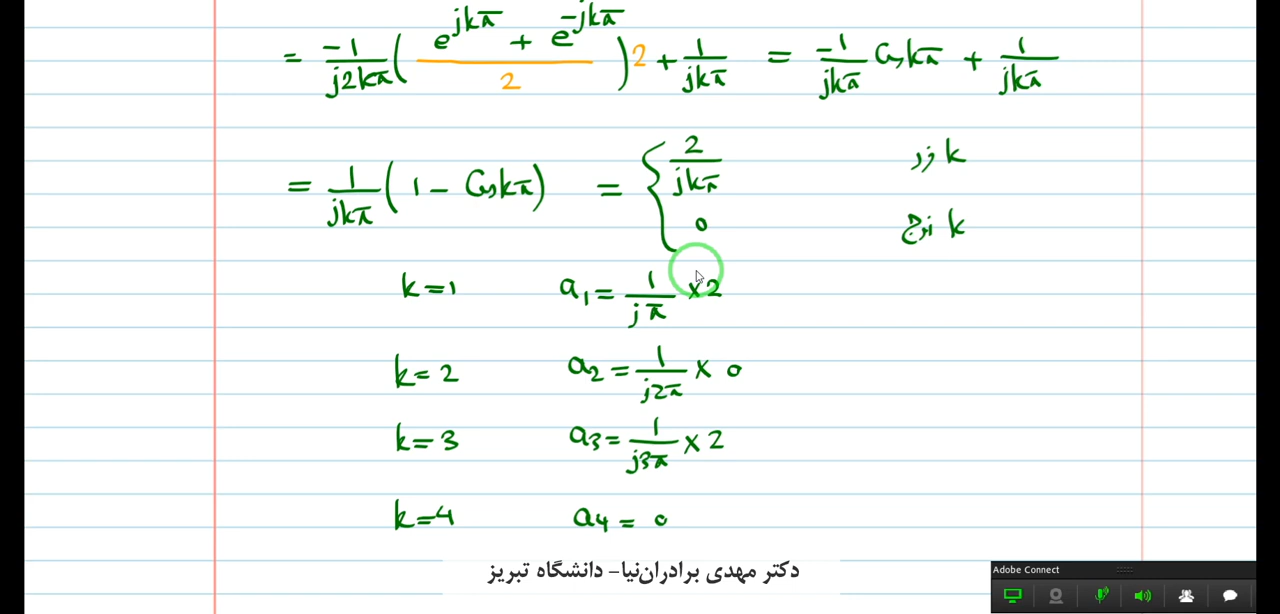 = -1/j2kπ ( e^jkπ + e^-jkπ / 2 ) 2 + 1/jkπ = -1/jkπ Cos kπ + 1/jkπ
= 1/jkπ ( 1 - Cos kπ ) = { 2/jkπ k فرد
0 k زوج
k=1 a1 = 1/jπ ×2
k=2 a2 = 1/j2π × 0
k=3 a3 = 1/j3π ×2
k=4 a4 = 0
دکتر مهدی برادران‌نیا- دانشگاه تبریز
Adobe Connect